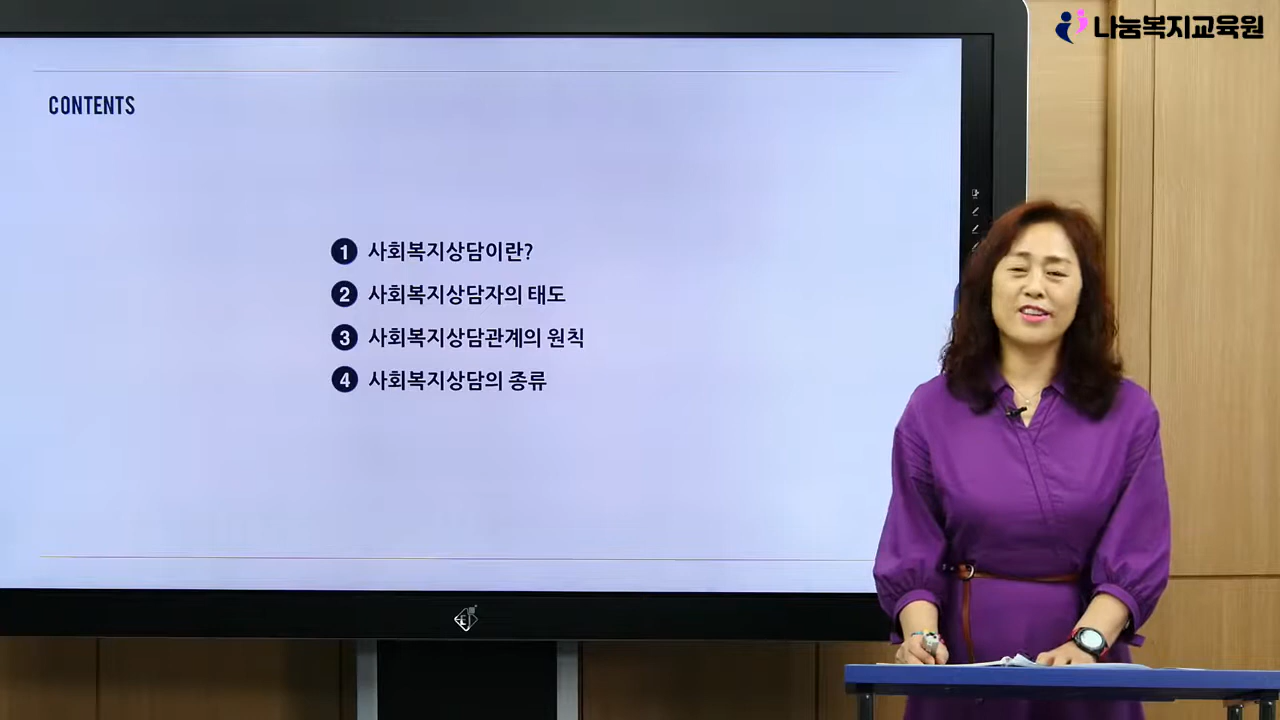 나눔복지교육원
CONTENTS
1 사회복지상담이란?
2 사회복지상담자의 태도
3 사회복지상담관계의 원칙
4 사회복지상담의 종류